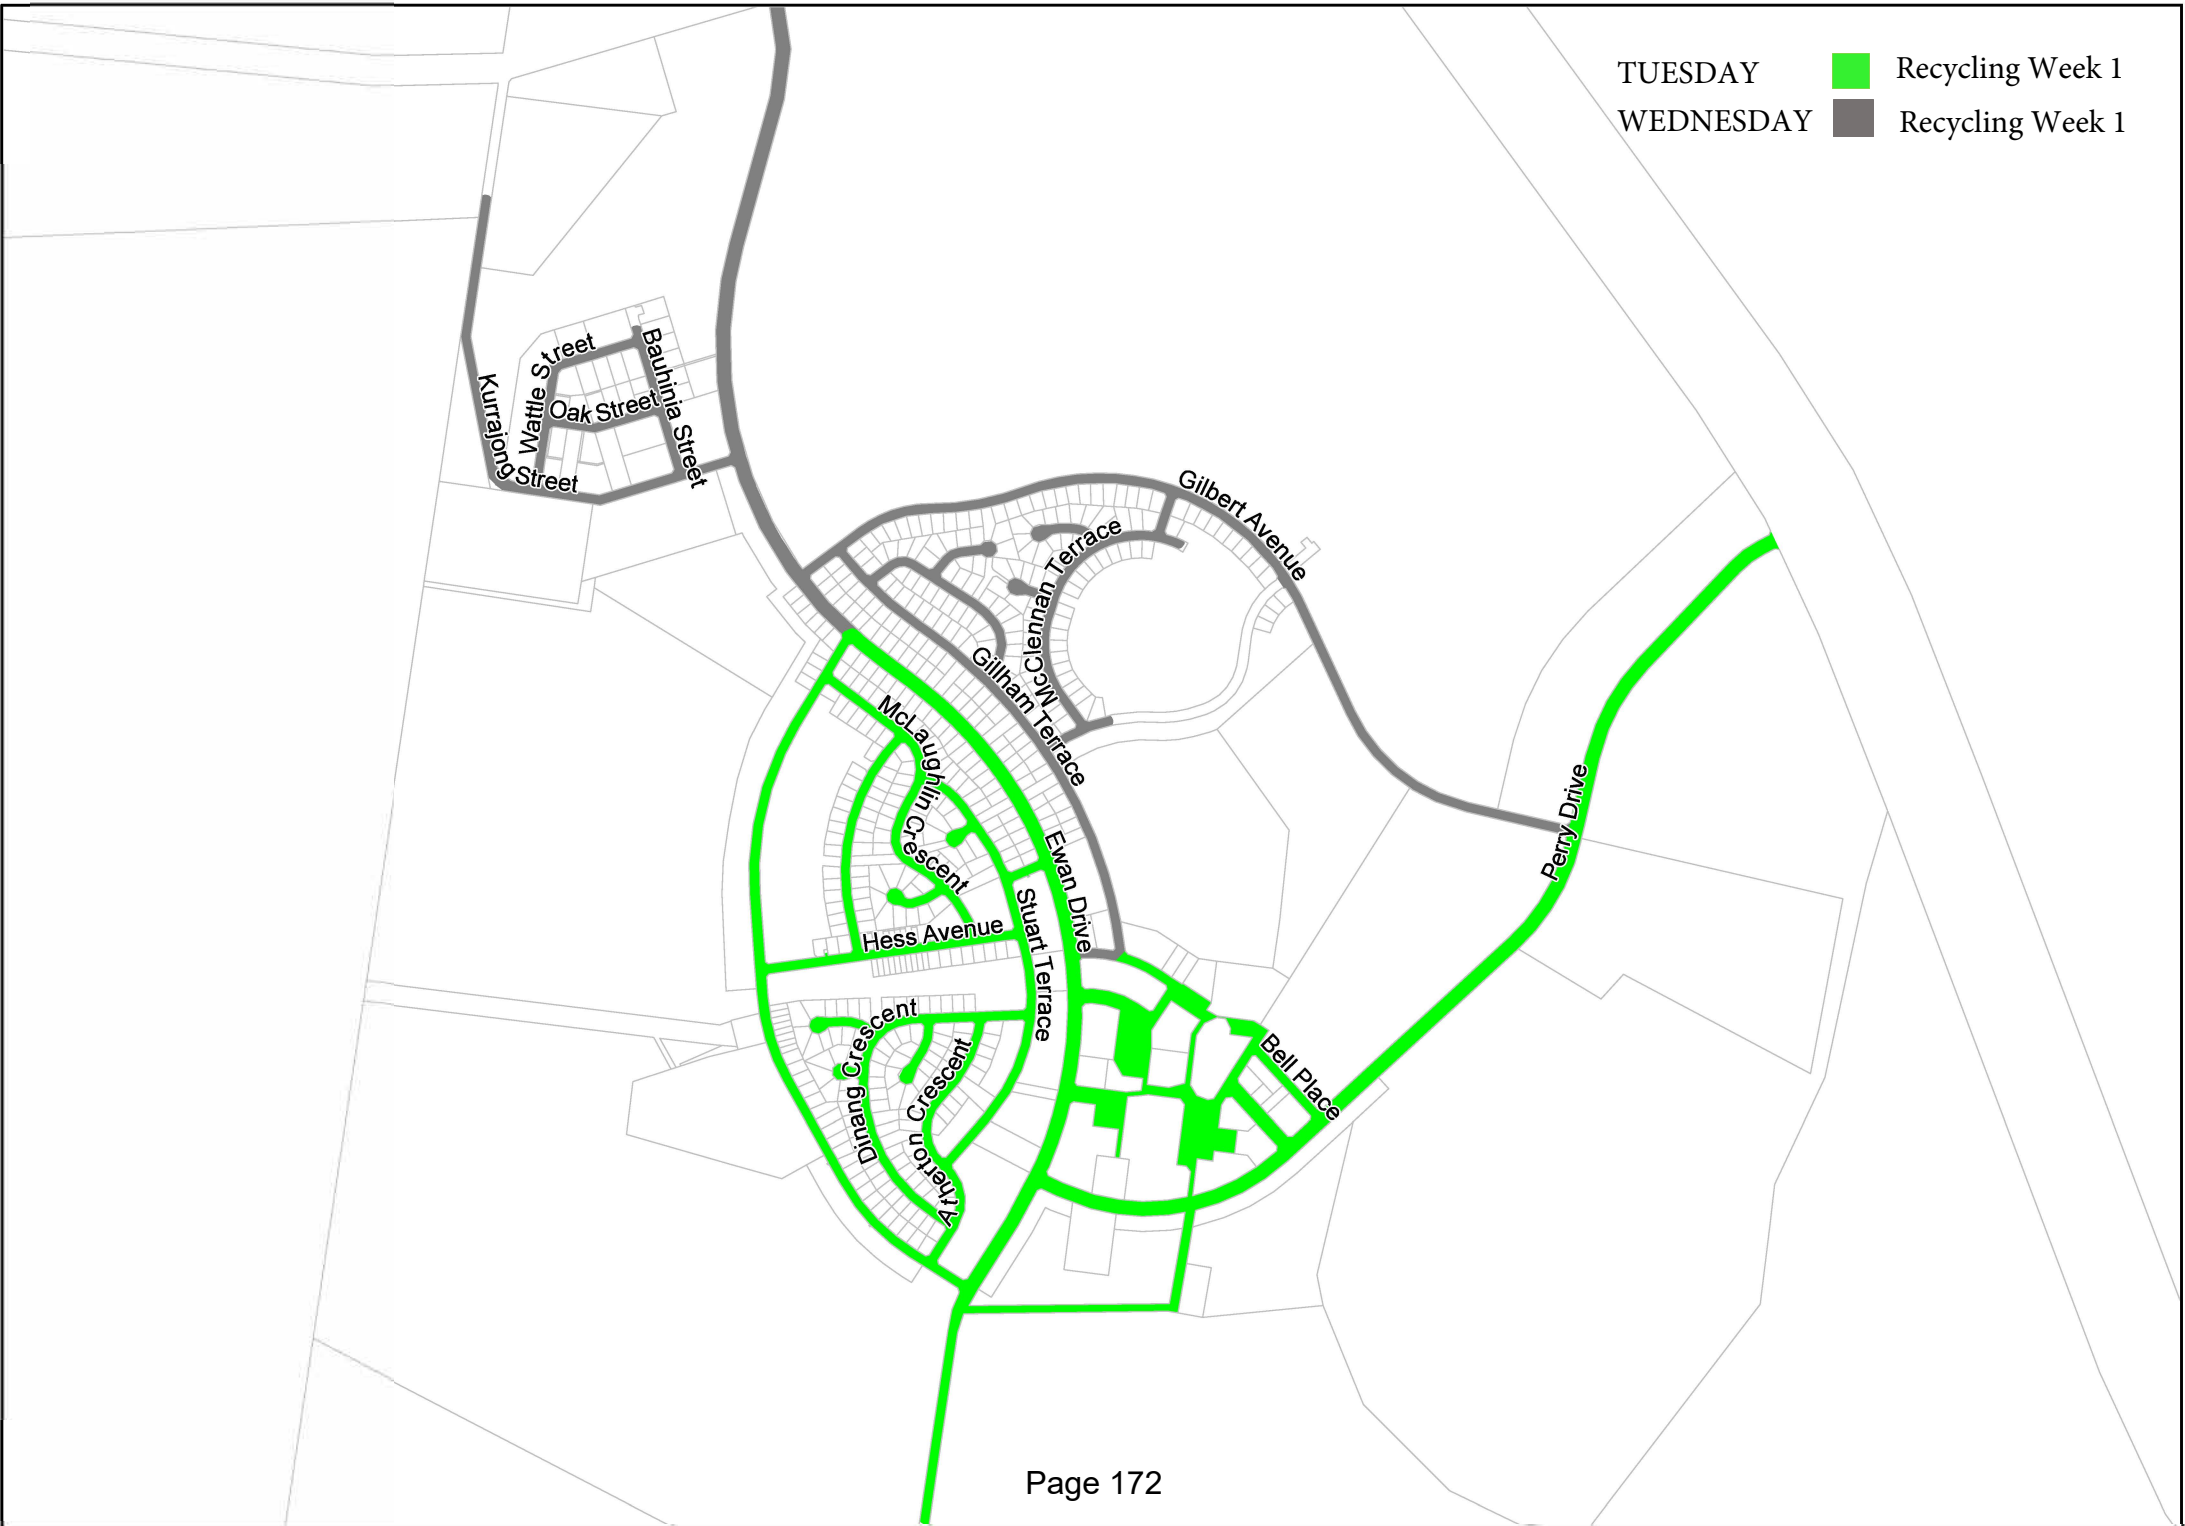 TUESDAY Recycling Week 1
WEDNESDAY Recycling Week 1
Wattle Street
Bauhinia Street
Oak Street
Kurrajong Street
Gilbert Avenue
McClennan Terrace
Gillham Terrace
McLaughlin Crescent
Ewan Drive
Perry Drive
Stuart Terrace
Hess Avenue
Dinang Crescent
Atherton Crescent
Bell Place
Page 172